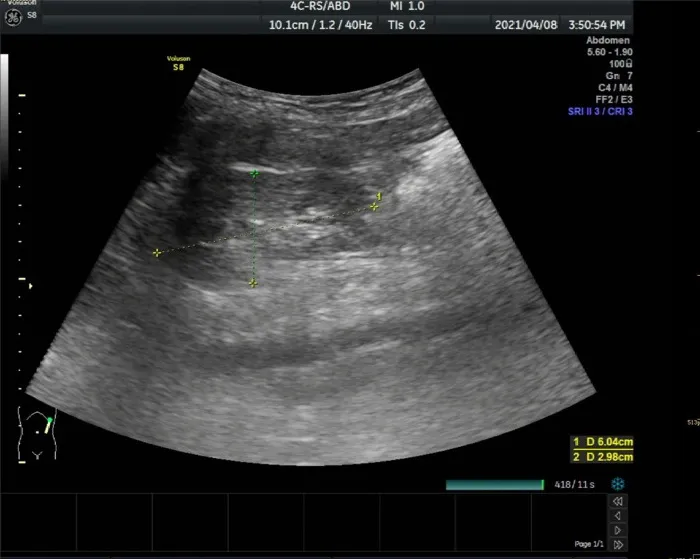 Voluson
S8
4C-RS/ABD
MI 1.0
10.1cm / 1.2 / 40Hz
TIs 0.2
2021/04/08
3:50:54 PM
Voluson
S8
Abdomen
5.60 - 1.90
100
Gn 7
C4 / M4
FF2 / E3
SRI II 3 / CRI 3
1
1 D 6.04cm
2 D 2.98cm
418 / 11 s
Page 1/1